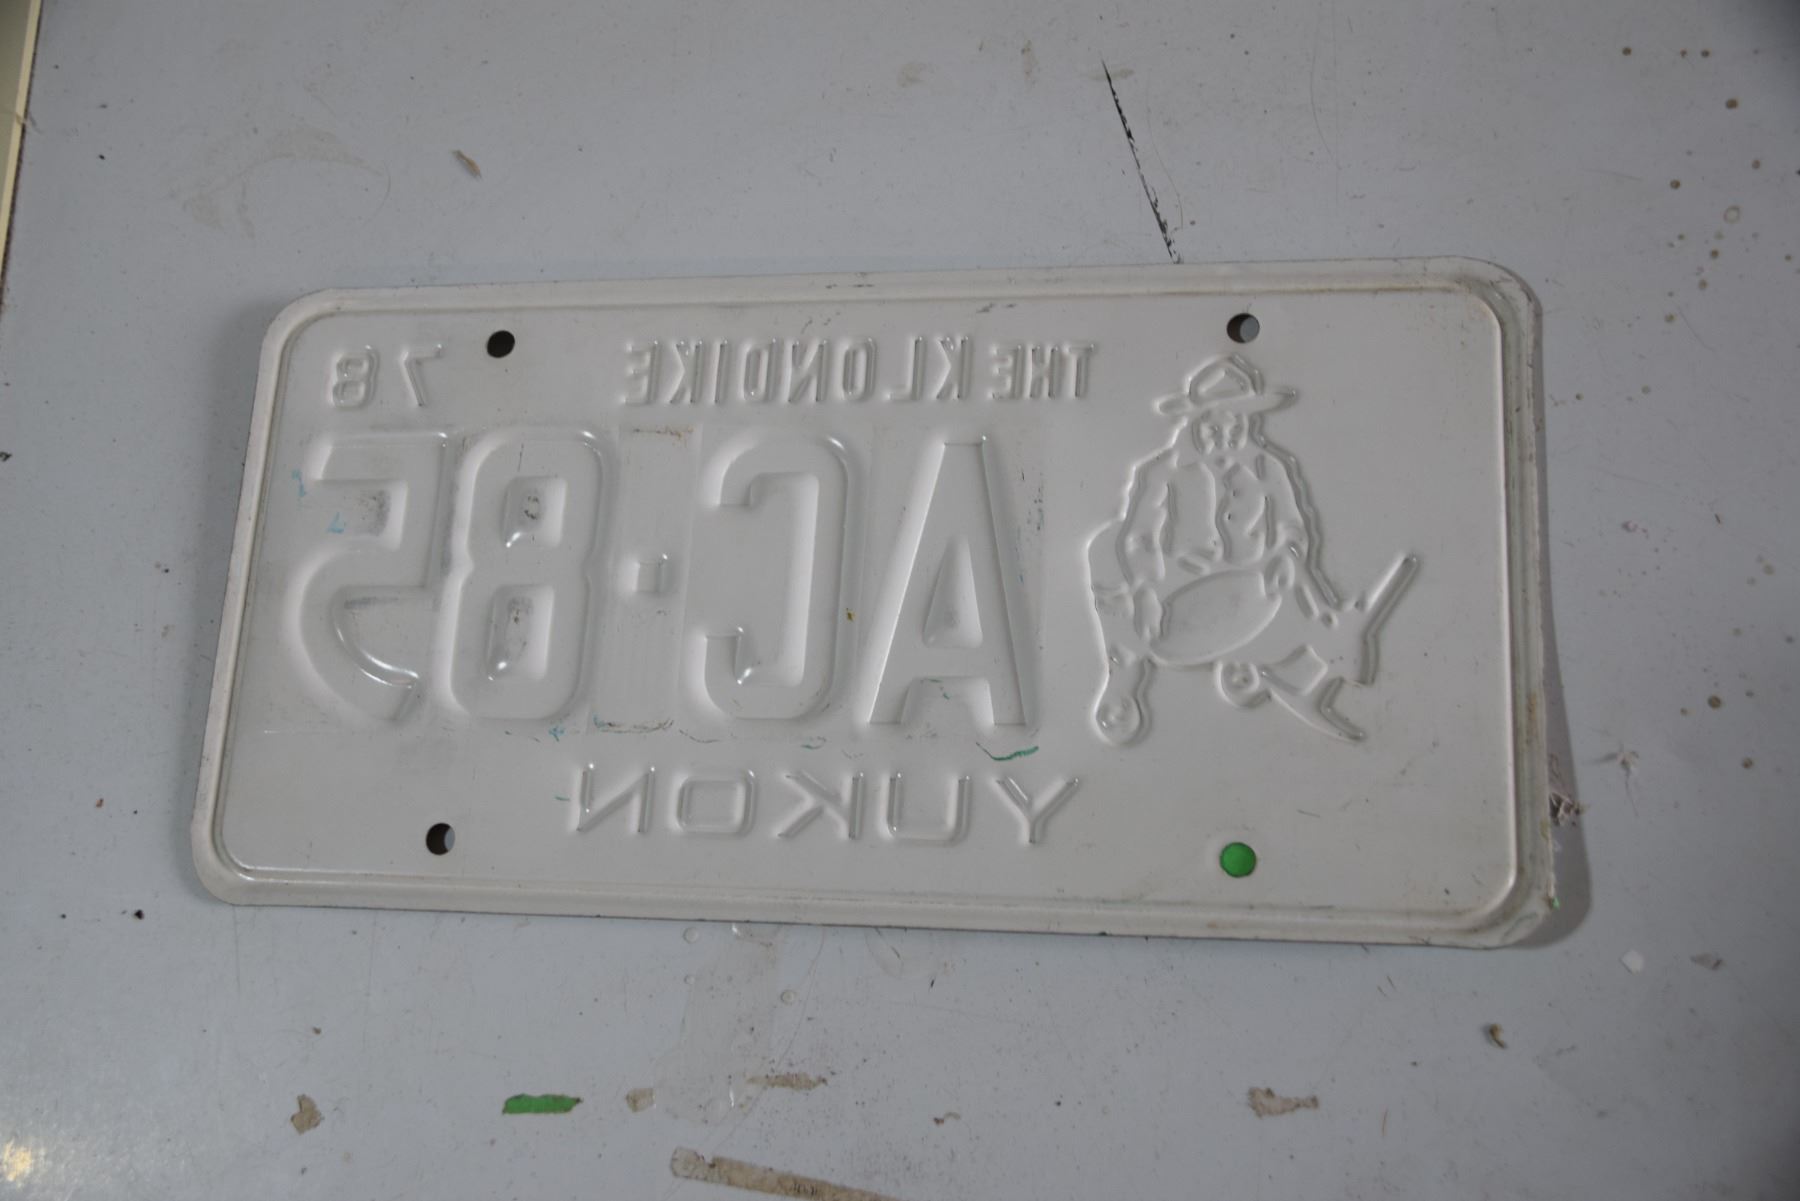 THE KLONDIKE 78
AC·85
YUKON